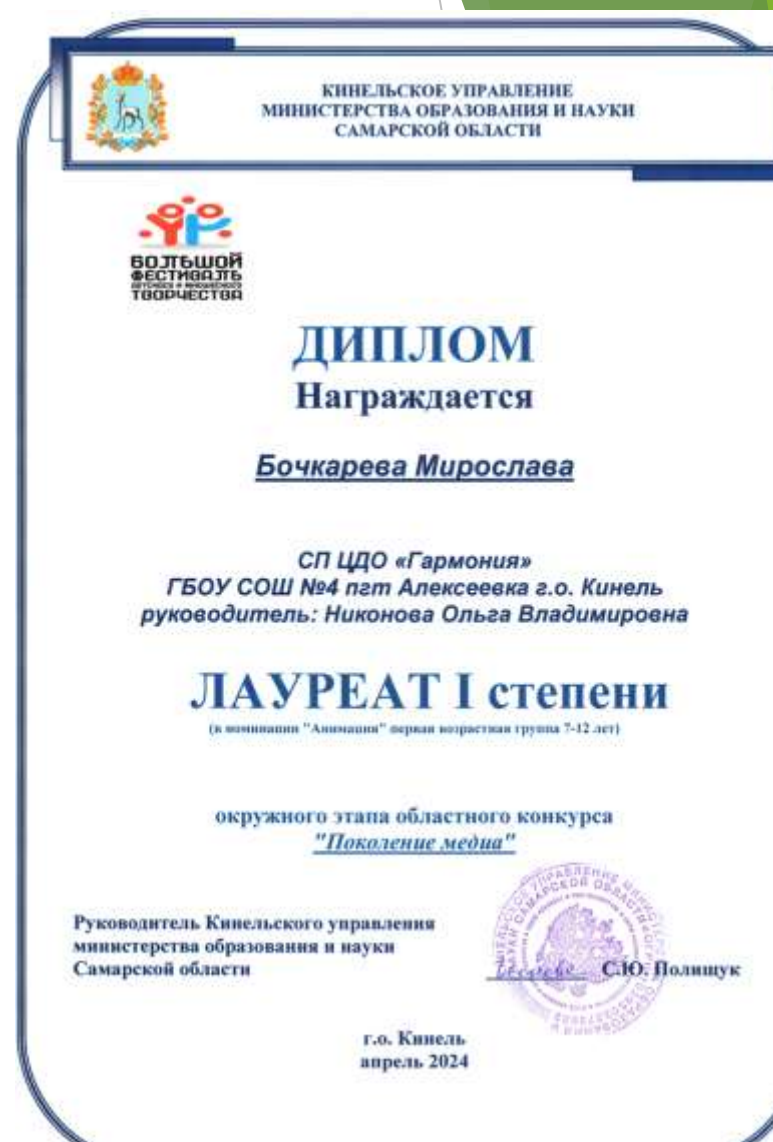 КИНЕЛЬСКОЕ УПРАВЛЕНИЕ
МИНИСТЕРСТВА ОБРАЗОВАНИЯ И НАУКИ
САМАРСКОЙ ОБЛАСТИ
БОЛЬШОЙ
ФЕСТИВАЛЬ
ДЕТСКОГО И ЮНОШЕСКОГО
ТВОРЧЕСТВА
ДИПЛОМ
Награждается
Бочкарева Мирослава
СП ЦДО «Гармония»
ГБОУ СОШ №4 пгт Алексеевка г.о. Кинель
руководитель: Никонова Ольга Владимировна
ЛАУРЕАТ I степени
(в номинации "Анимация" первая возрастная группа 7-12 лет)
окружного этапа областного конкурса
"Поколение медиа"
Руководитель Кинельского управления
министерства образования и науки
Самарской области
С.Ю. Полищук
г.о. Кинель
апрель 2024